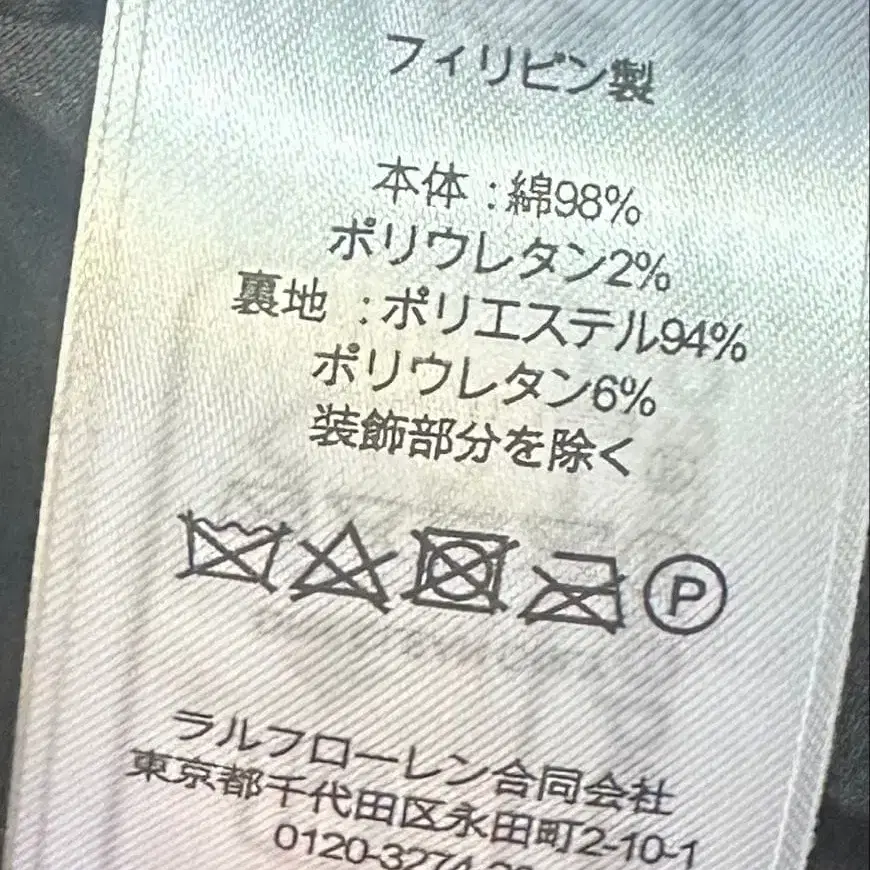 フィリピン製
本体 : 綿98%
ポリウレタン2%
裏地 : ポリエステル94%
ポリウレタン6%
装飾部分を除く
P
ラルフローレン合同会社
東京都千代田区永田町2-10-1
0120-3274-